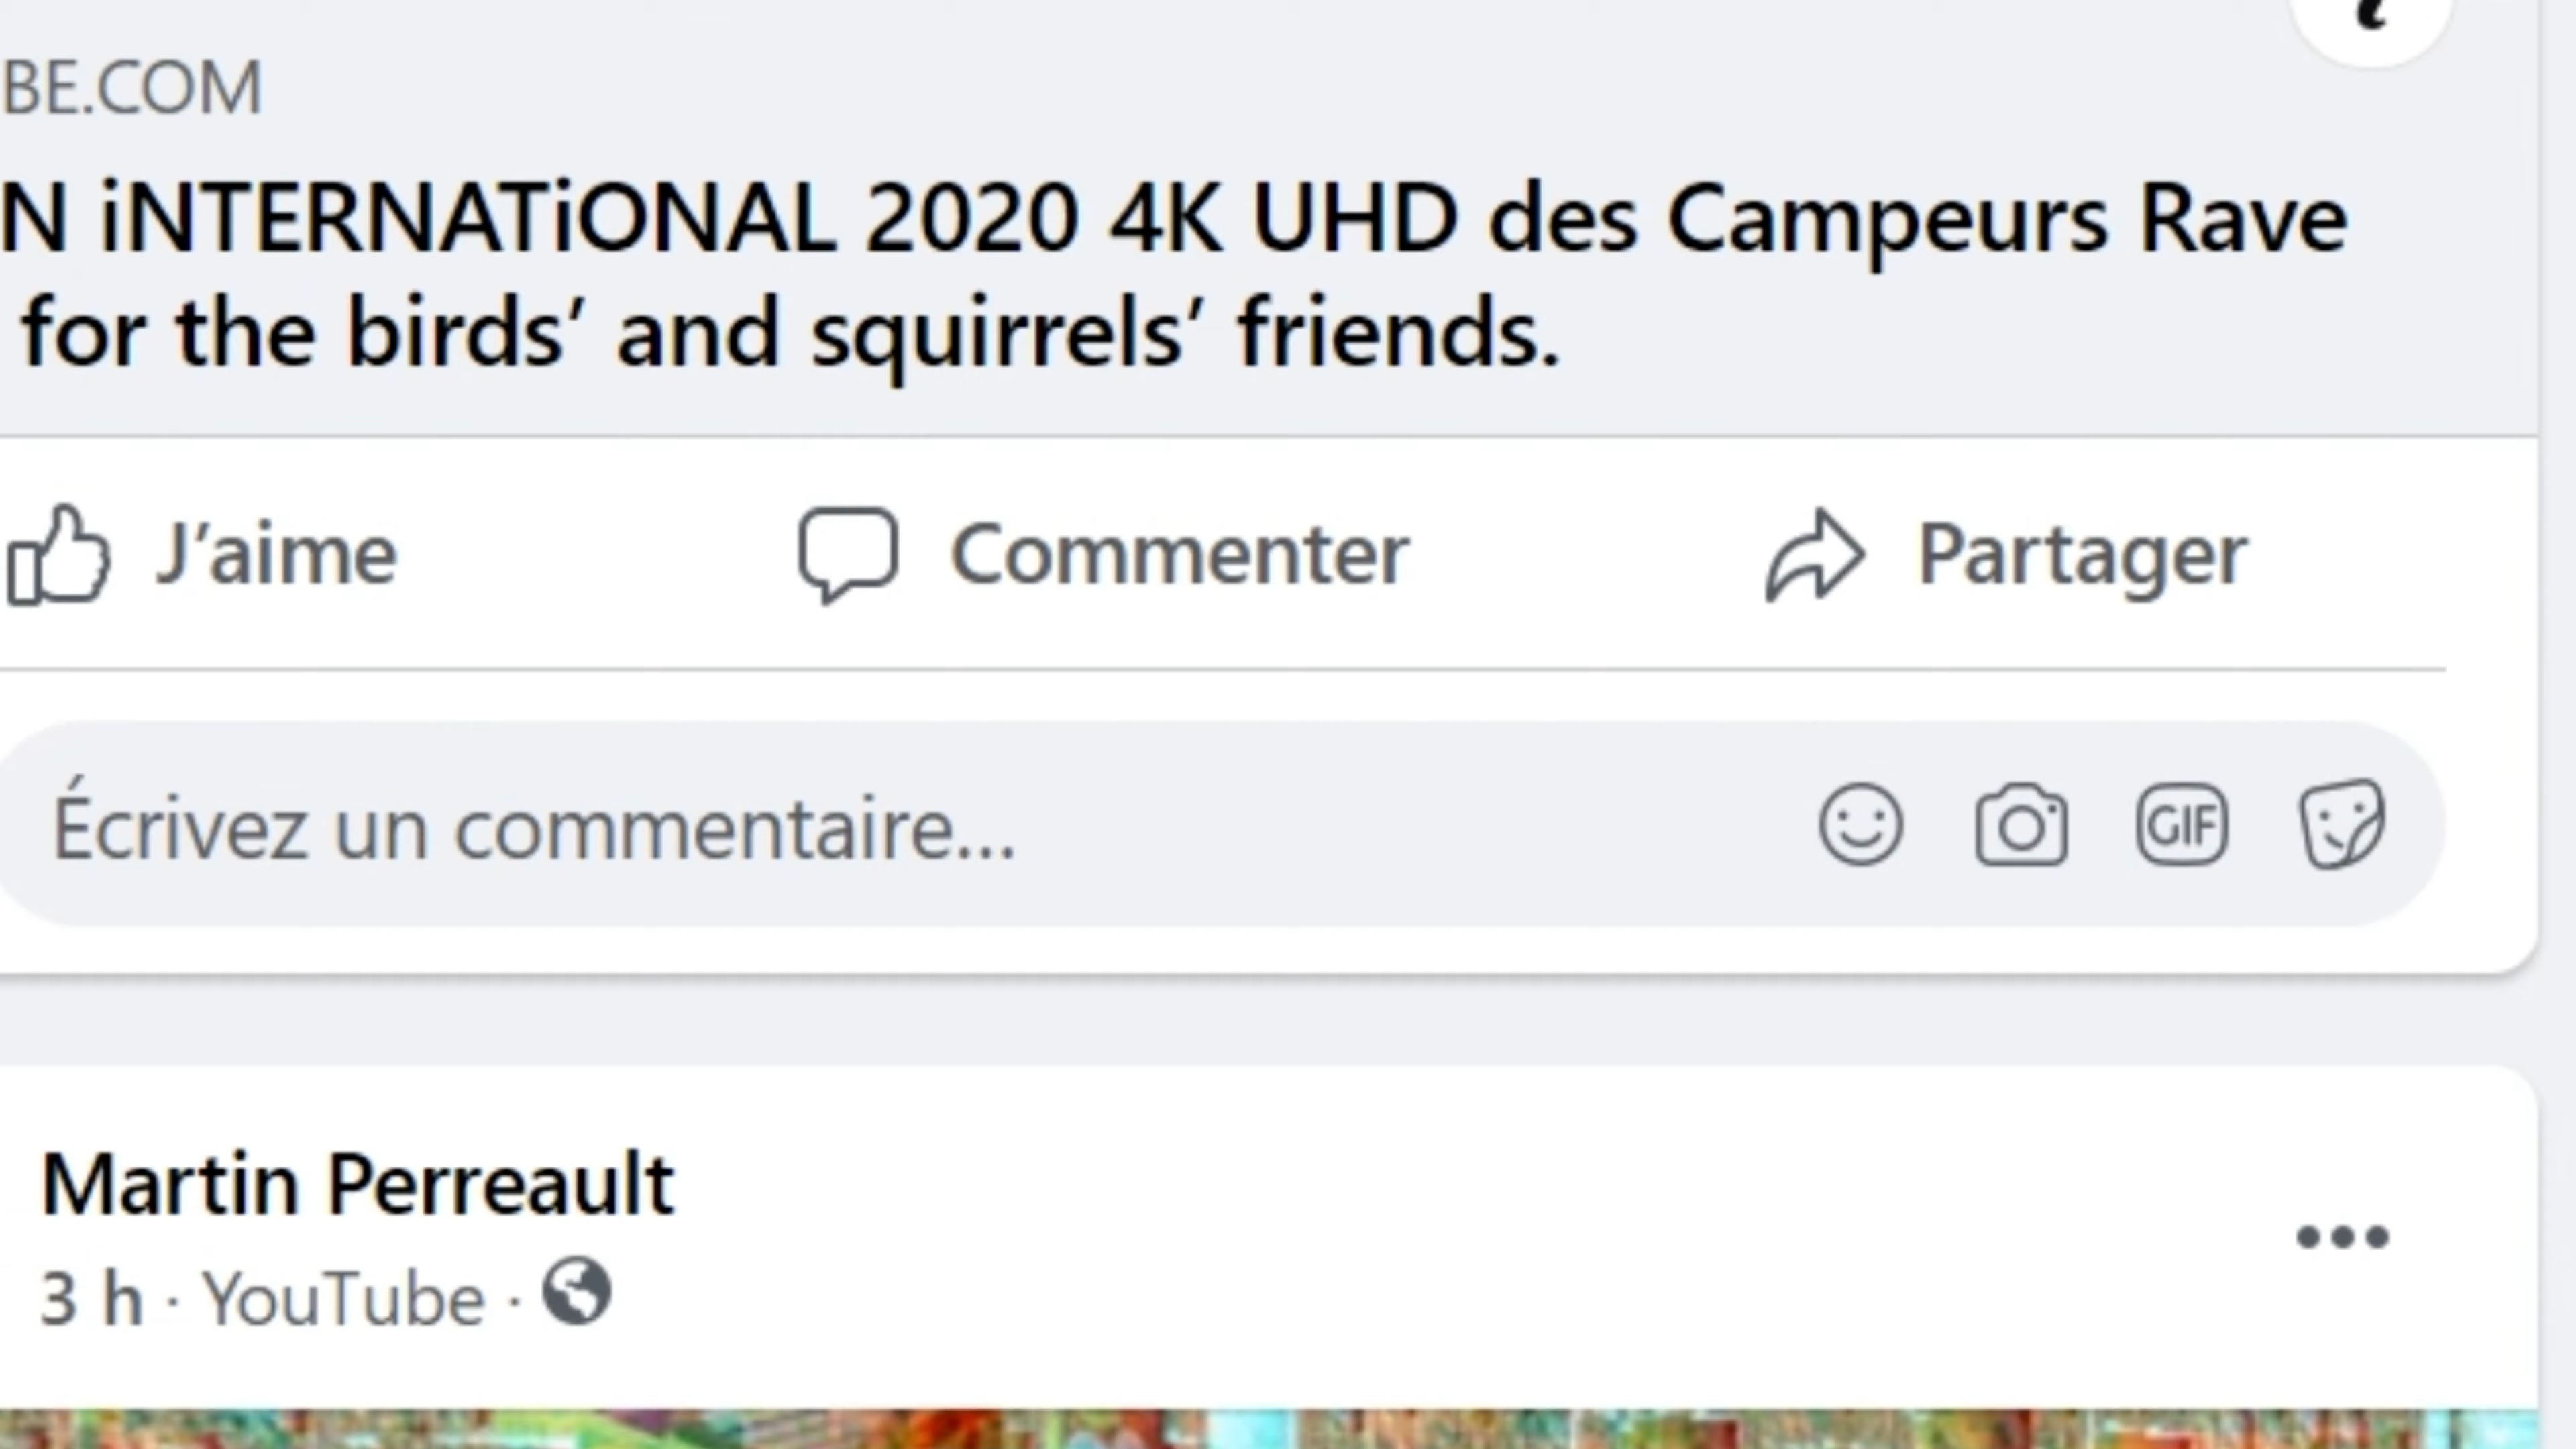 BE.COM
N iNTERNATiONAL 2020 4K UHD des Campeurs Rave
for the birds’ and squirrels’ friends.
J’aime
Commenter
Partager
Écrivez un commentaire...
GIF
Martin Perreault
3 h · YouTube ·